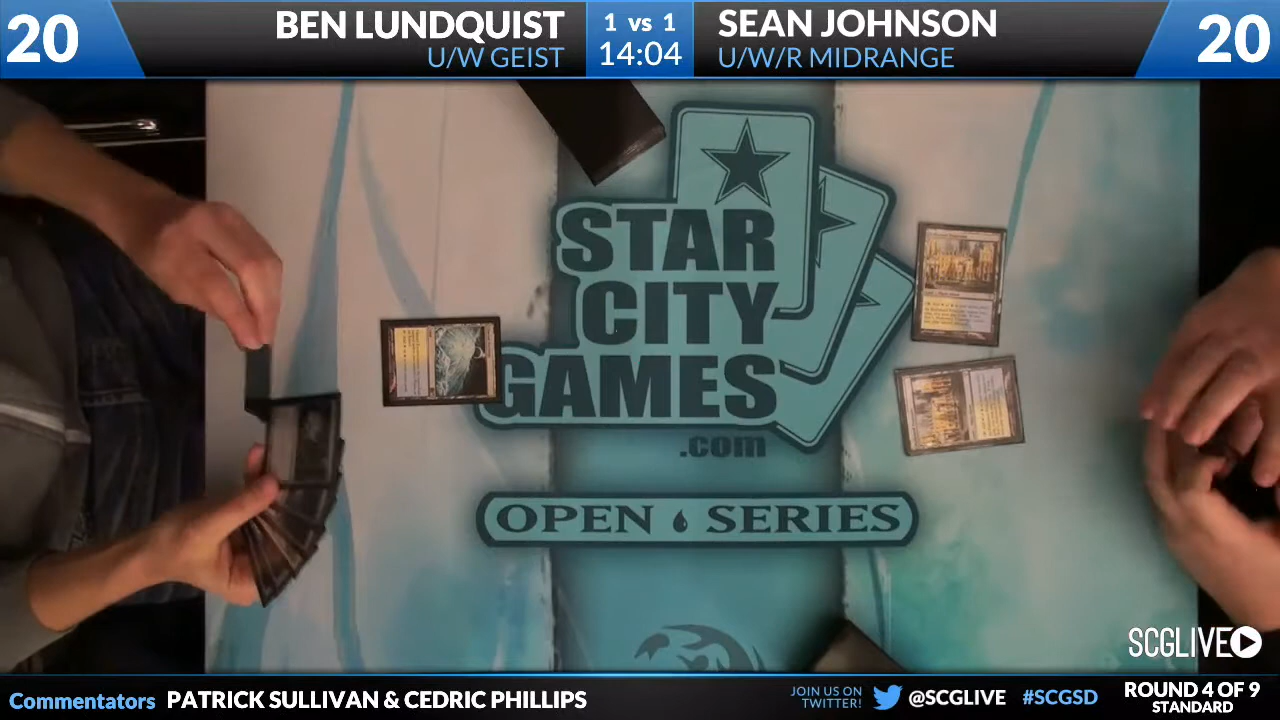 20
BEN LUNDQUIST
U/W GEIST
1 vs 1
14:04
SEAN JOHNSON
U/W/R MIDRANGE
20
STAR
CITY
GAMES
.com
OPEN SERIES
SCGLIVE
Commentators PATRICK SULLIVAN & CEDRIC PHILLIPS
JOIN US ON
TWITTER!
@SCGLIVE #SCGSD
ROUND 4 OF 9
STANDARD